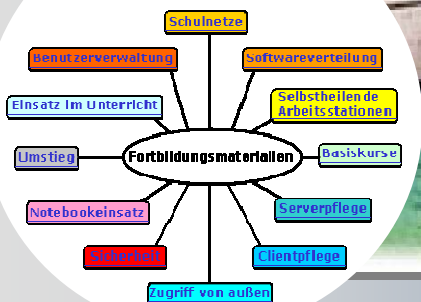 Schulnetze
Benutzerverwaltung
Softwareverteilung
Einsatz im Unterricht
Selbstheilende
Arbeitsstationen
Umstieg
Fortbildungsmaterialien
Basiskurse
Notebookeinsatz
Serverpflege
Sicherheit
Clientpflege
Zugriff von außen